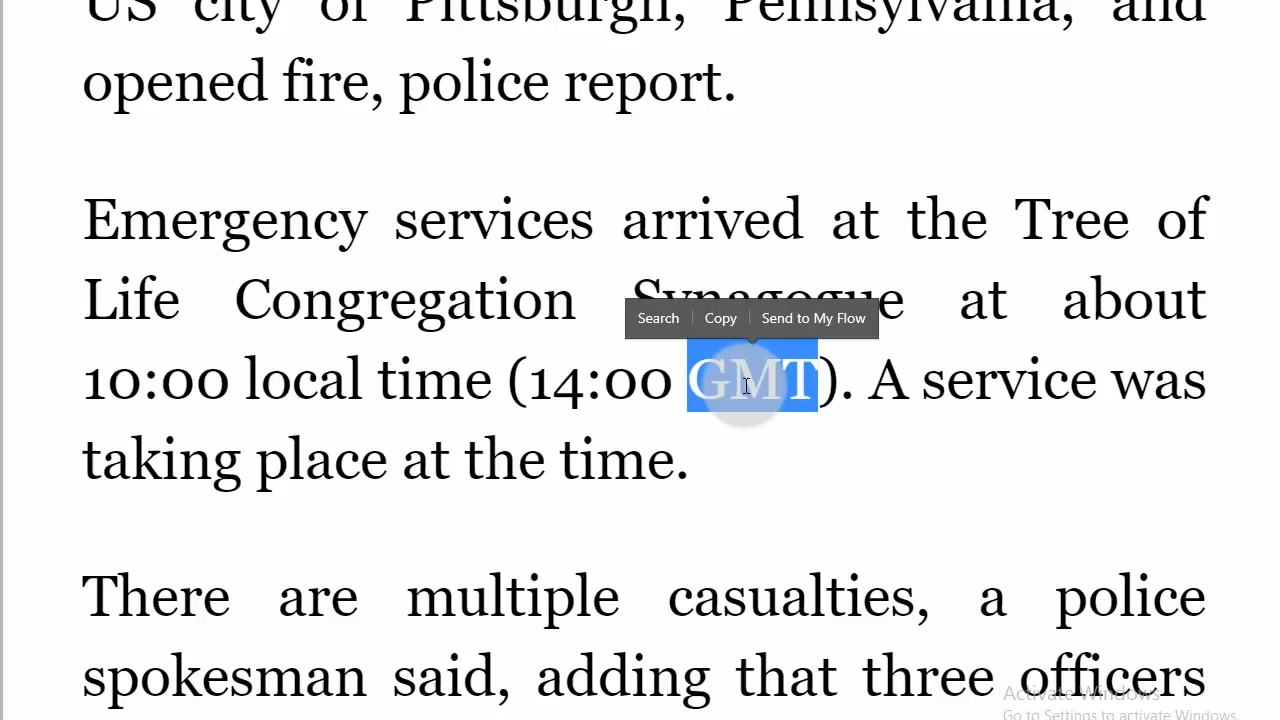 US city of Pittsburgh, Pennsylvania, and
opened fire, police report.
Emergency services arrived at the Tree of
Life Congregation Synagogue at about
Search Copy Send to My Flow
10:00 local time (14:00 GMT). A service was
taking place at the time.
There are multiple casualties, a police
spokesman said, adding that three officers
Activate Windows
Go to Settings to activate Windows.